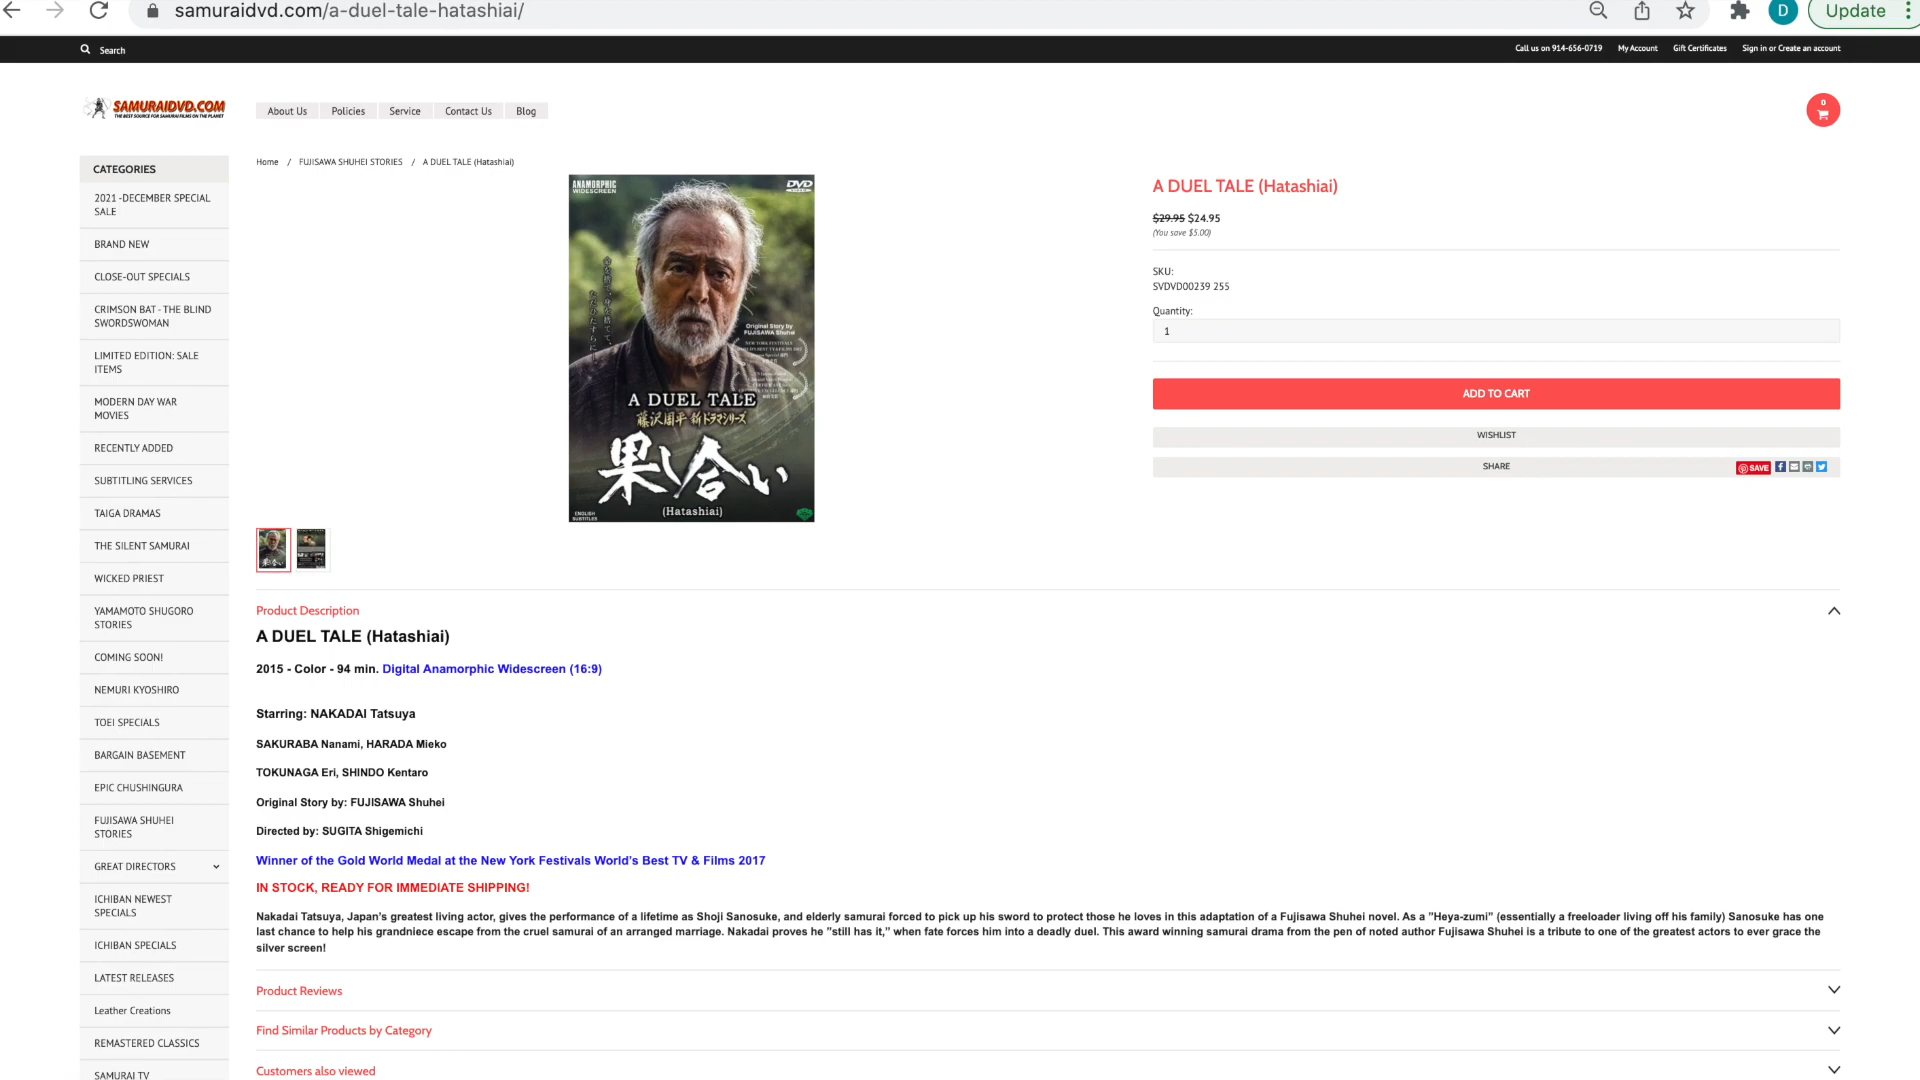 samuraidvd.com/a-duel-tale-hatashiai/
D
Update
Search
Call us on 914-656-0719
My Account
Gift Certificates
Sign in or Create an account
SAMURAIDVD.COM
THE BEST SOURCE FOR SAMURAI FILMS ON THE PLANET
About Us
Policies
Service
Contact Us
Blog
0
CATEGORIES
2021 -DECEMBER SPECIAL
SALE
BRAND NEW
CLOSE-OUT SPECIALS
CRIMSON BAT - THE BLIND
SWORDSWOMAN
LIMITED EDITION: SALE
ITEMS
MODERN DAY WAR
MOVIES
RECENTLY ADDED
SUBTITLING SERVICES
TAIGA DRAMAS
THE SILENT SAMURAI
WICKED PRIEST
YAMAMOTO SHUGORO
STORIES
COMING SOON!
NEMURI KYOSHIRO
TOEI SPECIALS
BARGAIN BASEMENT
EPIC CHUSHINGURA
FUJISAWA SHUHEI
STORIES
GREAT DIRECTORS
ICHIBAN NEWEST
SPECIALS
ICHIBAN SPECIALS
LATEST RELEASES
Leather Creations
REMASTERED CLASSICS
SAMURAI TV
Home / FUJISAWA SHUHEI STORIES / A DUEL TALE (Hatashiai)
ANAMORPHIC
WIDESCREEN
DVD
Original Story by
FUJISAWA Shuhei
A DUEL TALE
藤沢周平 新ドラマシリーズ
果し合い
(Hatashiai)
ENGLISH
SUBTITLES
A DUEL TALE (Hatashiai)
$29.95 $24.95
(You save $5.00)
SKU:
SVDVD00239 255
Quantity:
1
ADD TO CART
WISHLIST
SHARE
SAVE
Product Description
A DUEL TALE (Hatashiai)
2015 - Color - 94 min. Digital Anamorphic Widescreen (16:9)
Starring: NAKADAI Tatsuya
SAKURABA Nanami, HARADA Mieko
TOKUNAGA Eri, SHINDO Kentaro
Original Story by: FUJISAWA Shuhei
Directed by: SUGITA Shigemichi
Winner of the Gold World Medal at the New York Festivals World's Best TV & Films 2017
IN STOCK, READY FOR IMMEDIATE SHIPPING!
Nakadai Tatsuya, Japan's greatest living actor, gives the performance of a lifetime as Shoji Sanosuke, and elderly samurai forced to pick up his sword to protect those he loves in this adaptation of a Fujisawa Shuhei novel. As a "Heya-zumi" (essentially a freeloader living off his family) Sanosuke has one
last chance to help his grandniece escape from the cruel samurai of an arranged marriage. Nakadai proves he "still has it," when fate forces him into a deadly duel. This award winning samurai drama from the pen of noted author Fujisawa Shuhei is a tribute to one of the greatest actors to ever grace the
silver screen!
Product Reviews
Find Similar Products by Category
Customers also viewed